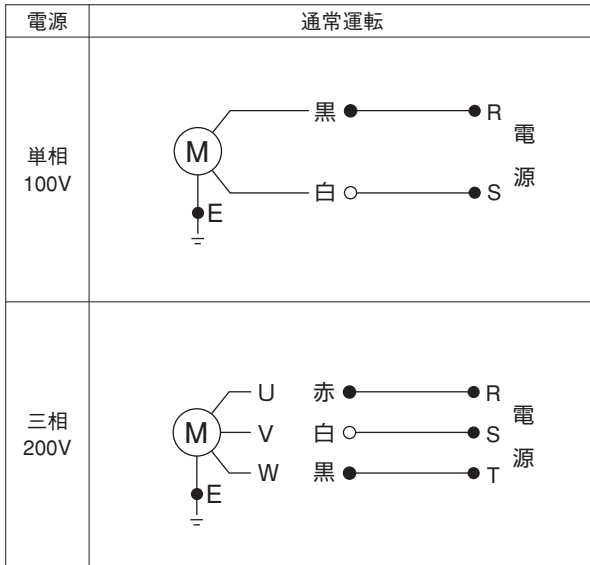 電源 通常運転
単相
100V
M
黒 R
白 S
電
源
E
三相
200V
M
U 赤 R
V 白 S
W 黒 T
電
源
E